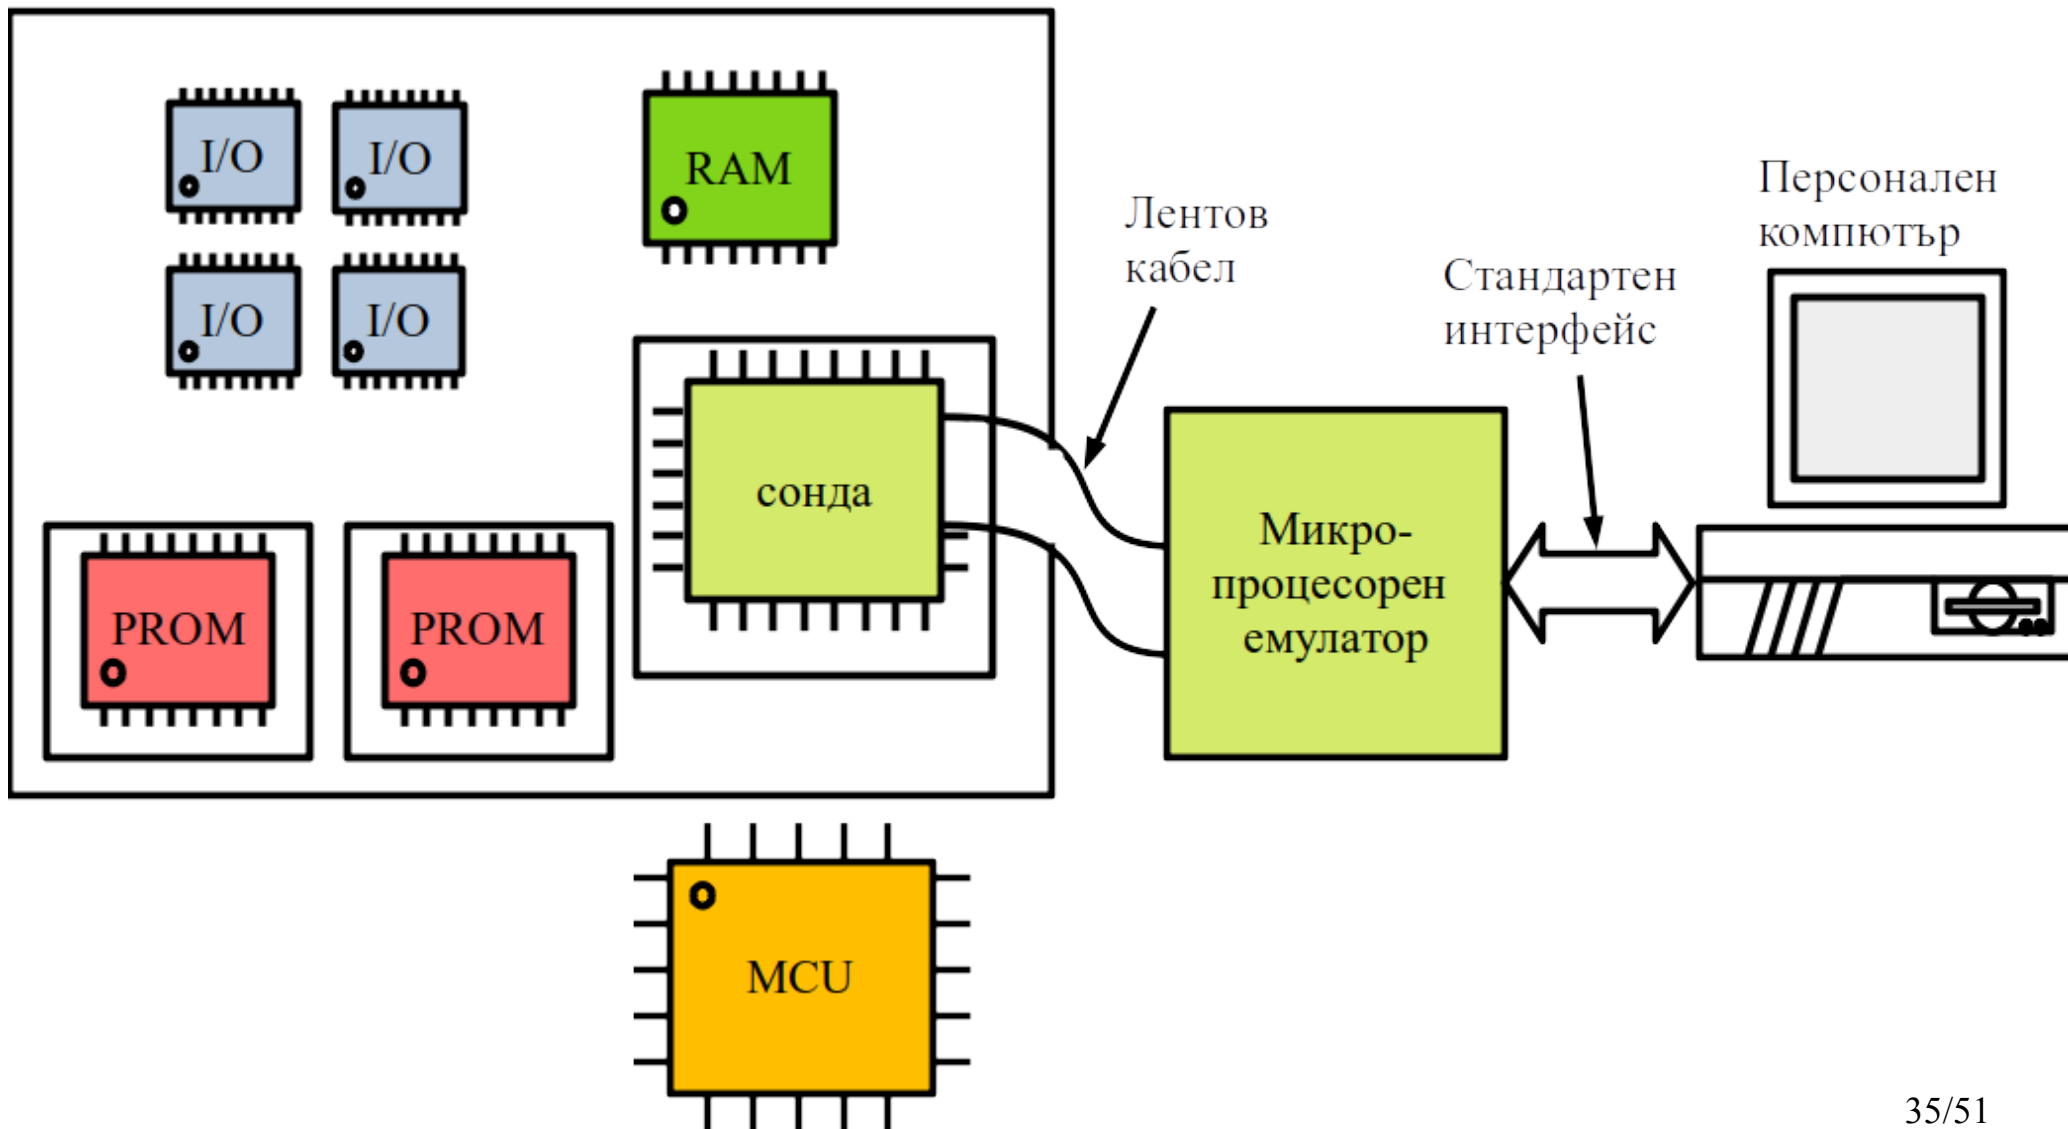 I/O
I/O
RAM
I/O
I/O
Лентов
кабел
Стандартен
интерфейс
Персонален
компютър
сонда
Микро-
процесорен
емулатор
PROM
PROM
MCU
35/51